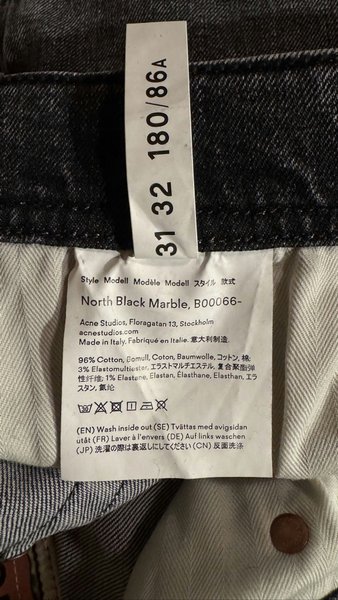 31 32 180/86A
Style Modell Modèle Modell スタイル 款式
North Black Marble, B00066-
Acne Studios, Floragatan 13, Stockholm
acnestudios.com
Made in Italy. Fabriqué en Italie. 意大利制造.
96% Cotton, Bomull, Coton, Baumwolle, コットン, 棉;
3% Elastomultiester, エラストマルチエステル, 复合聚酯弹
性纤维; 1% Elastane, Elastan, Élasthanne, Elasthan, エラ
スタン, 氨纶
(EN) Wash inside out (SE) Tvättas med avigsidan
utåt (FR) Laver à l'envers (DE) Auf links waschen
(JP) 洗濯の際は裏返しにしてください (CN) 反面洗涤